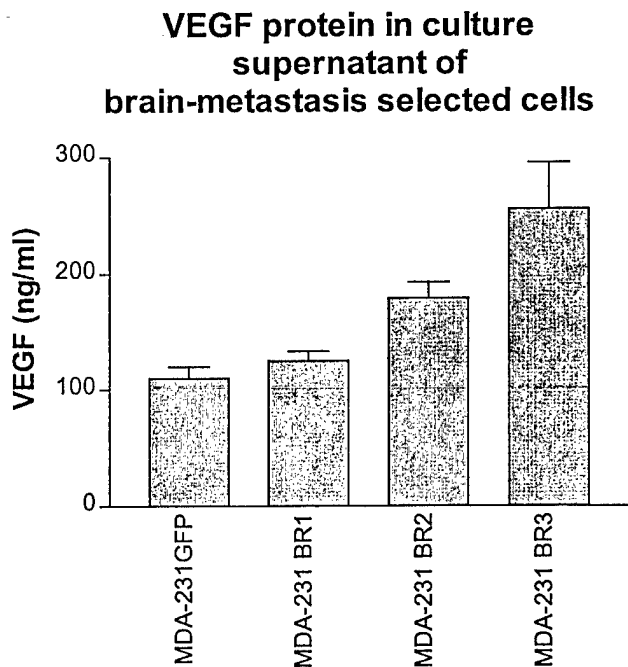 VEGF protein in culture
supernatant of
brain-metastasis selected cells
300
200
100
0
VEGF (ng/ml)
MDA-231GFP
MDA-231 BR1
MDA-231 BR2
MDA-231 BR3